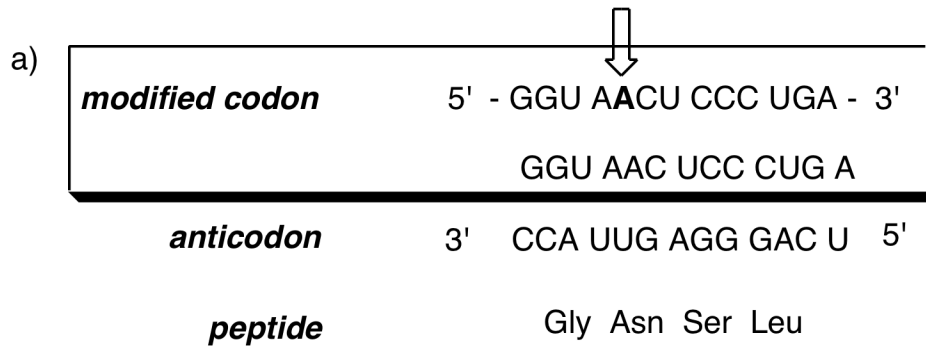 a)
modified codon 5' - GGU AACU CCC UGA - 3'
GGU AAC UCC CUG A
anticodon 3' CCA UUG AGG GAC U 5'
peptide Gly Asn Ser Leu